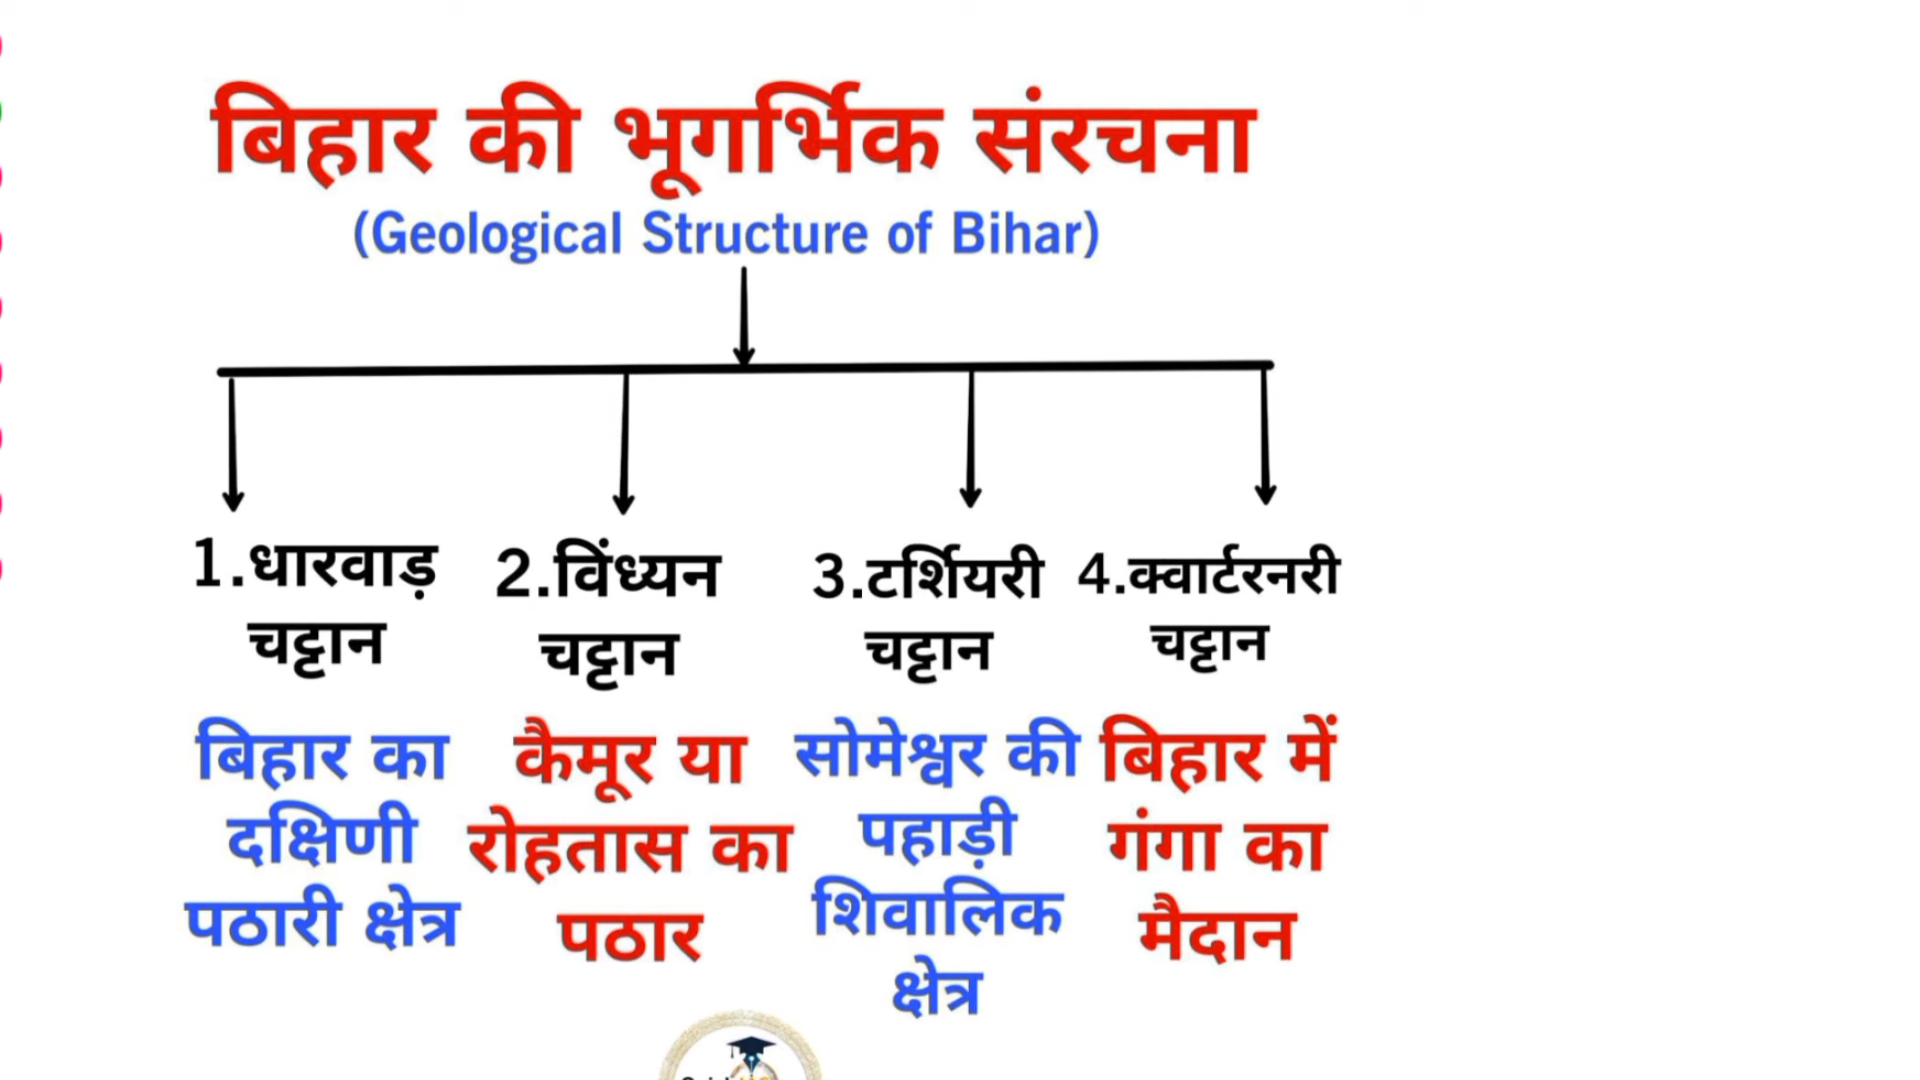 बिहार की भूगर्भिक संरचना
(Geological Structure of Bihar)
1.धारवाड़
चट्टान
बिहार का
दक्षिणी
पठारी क्षेत्र
2.विंध्यन
चट्टान
कैमूर या
रोहतास का
पठार
3.टर्शियरी
चट्टान
सोमेश्वर की
पहाड़ी
शिवालिक
क्षेत्र
4.क्वार्टरनरी
चट्टान
बिहार में
गंगा का
मैदान